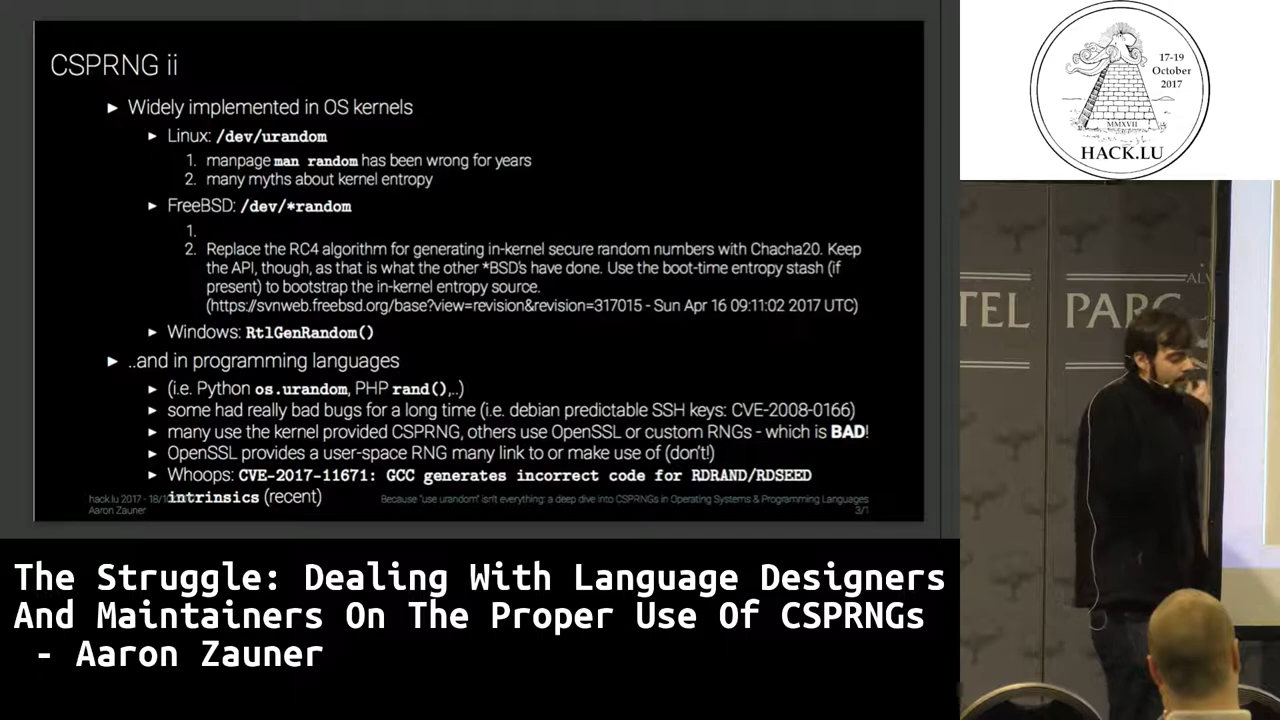 CSPRNG ii
► Widely implemented in OS kernels
► Linux: /dev/urandom
1. manpage man random has been wrong for years
2. many myths about kernel entropy
► FreeBSD: /dev/*random
1.
2. Replace the RC4 algorithm for generating in-kernel secure random numbers with Chacha20. Keep
the API, though, as that is what the other *BSD's have done. Use the boot-time entropy stash (if
present) to bootstrap the in-kernel entropy source.
(https://svnweb.freebsd.org/base?view=revision&revision=317015 - Sun Apr 16 09:11:02 2017 UTC)
► Windows: RtlGenRandom()
► ..and in programming languages
► (i.e. Python os.urandom, PHP rand(),..)
► some had really bad bugs for a long time (i.e. debian predictable SSH keys: CVE-2008-0166)
► many use the kernel provided CSPRNG, others use OpenSSL or custom RNGs - which is BAD!
► OpenSSL provides a user-space RNG many link to or make use of (don't!)
► Whoops: CVE-2017-11671: GCC generates incorrect code for RDRAND/RDSEED
intrinsics (recent)
hack.lu 2017 - 18/10 Because "use urandom" isn't everything: a deep dive into CSPRNGs in Operating Systems & Programming Languages
Aaron Zauner 3/1
17-19
October
2017
MMXVII
HACK.LU
TEL PARC
The Struggle: Dealing With Language Designers
And Maintainers On The Proper Use Of CSPRNGs
- Aaron Zauner